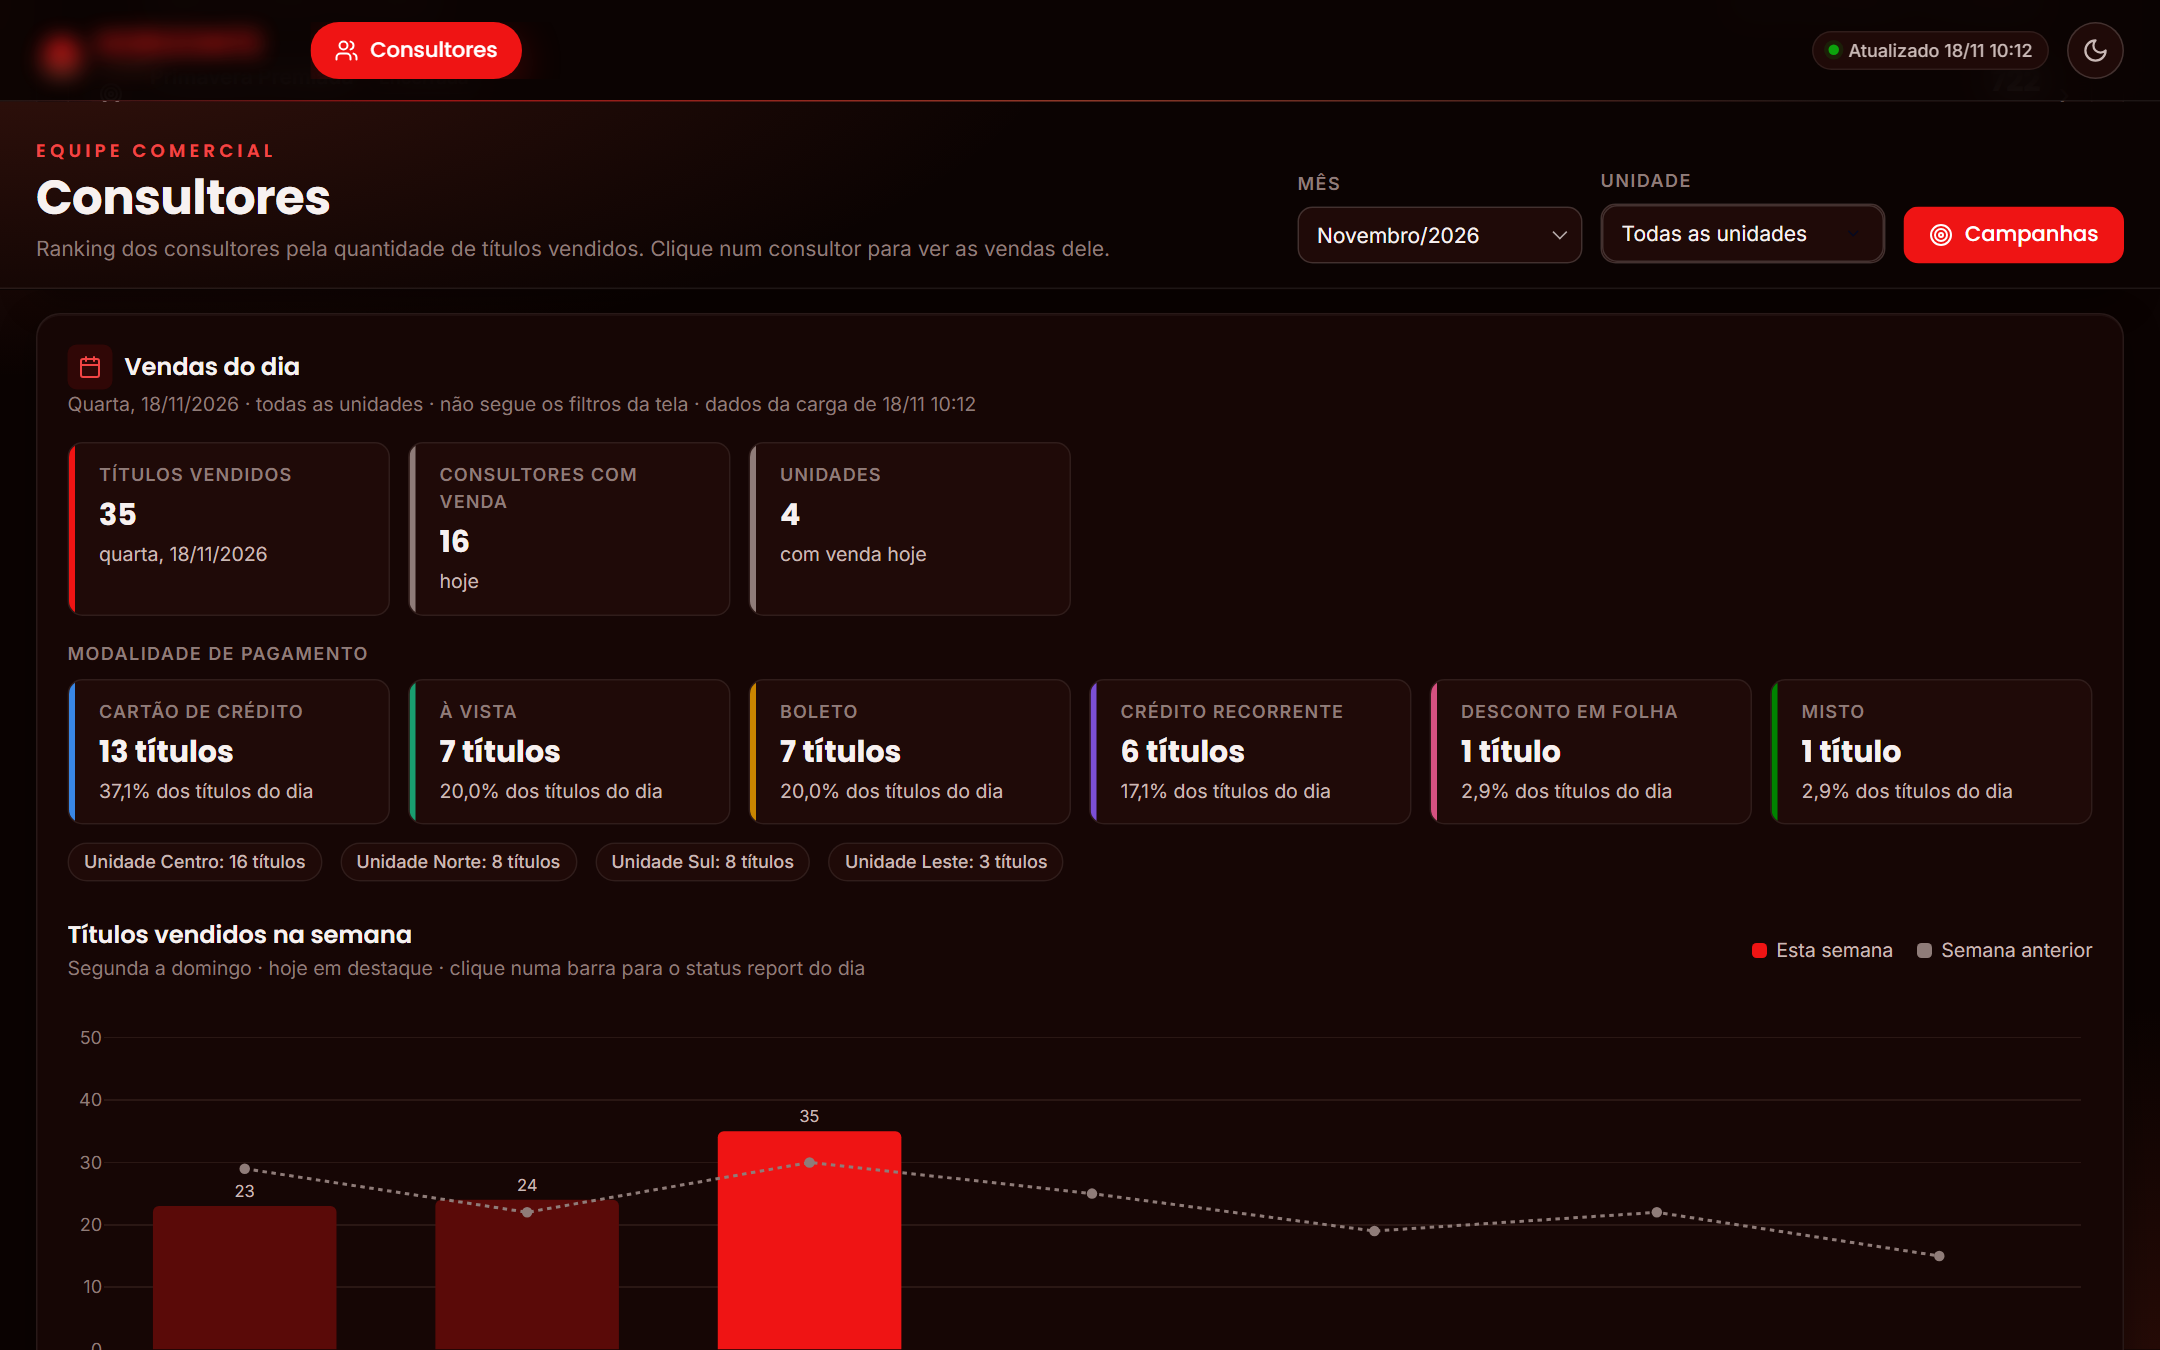 Consultores
Atualizado 18/11 10:12
EQUIPE COMERCIAL
Consultores
Ranking dos consultores pela quantidade de títulos vendidos. Clique num consultor para ver as vendas dele.
MÊS
Novembro/2026
UNIDADE
Todas as unidades
Campanhas
Vendas do dia
Quarta, 18/11/2026 · todas as unidades · não segue os filtros da tela · dados da carga de 18/11 10:12
TÍTULOS VENDIDOS
35
quarta, 18/11/2026
CONSULTORES COM
VENDA
16
hoje
UNIDADES
4
com venda hoje
MODALIDADE DE PAGAMENTO
CARTÃO DE CRÉDITO
13 títulos
37,1% dos títulos do dia
À VISTA
7 títulos
20,0% dos títulos do dia
BOLETO
7 títulos
20,0% dos títulos do dia
CRÉDITO RECORRENTE
6 títulos
17,1% dos títulos do dia
DESCONTO EM FOLHA
1 título
2,9% dos títulos do dia
MISTO
1 título
2,9% dos títulos do dia
Unidade Centro: 16 títulos
Unidade Norte: 8 títulos
Unidade Sul: 8 títulos
Unidade Leste: 3 títulos
Títulos vendidos na semana
Segunda a domingo · hoje em destaque · clique numa barra para o status report do dia
Esta semana
Semana anterior
50
40
30
20
10
0
23
24
35